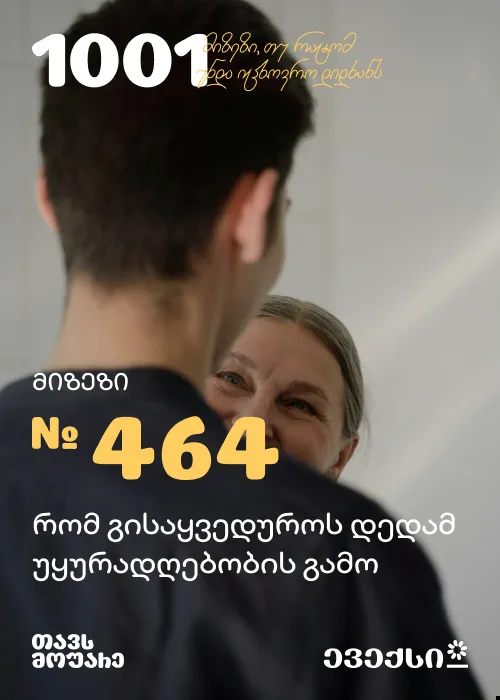 1001 მიზეზი, თუ რატომ
უნდა იცხოვრო დიდხანს
მიზეზი
№ 464
რომ გისაყვედუროს დედამ
უყურადღებობის გამო
თავს
მოუარე
ევექსი